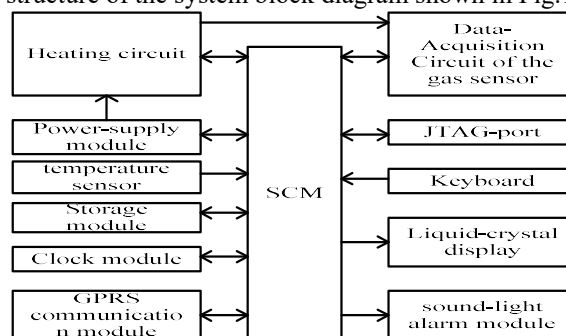 structure of the system block diagram shown in Fig.
Heating circuit
Data-
Acquisition
Circuit of the
gas sensor
Power-supply
module
JTAG-port
temperature
sensor
SCM
Keyboard
Storage
module
Liquid-crystal
display
Clock module
GPRS
communicatio
n module
sound-light
alarm module